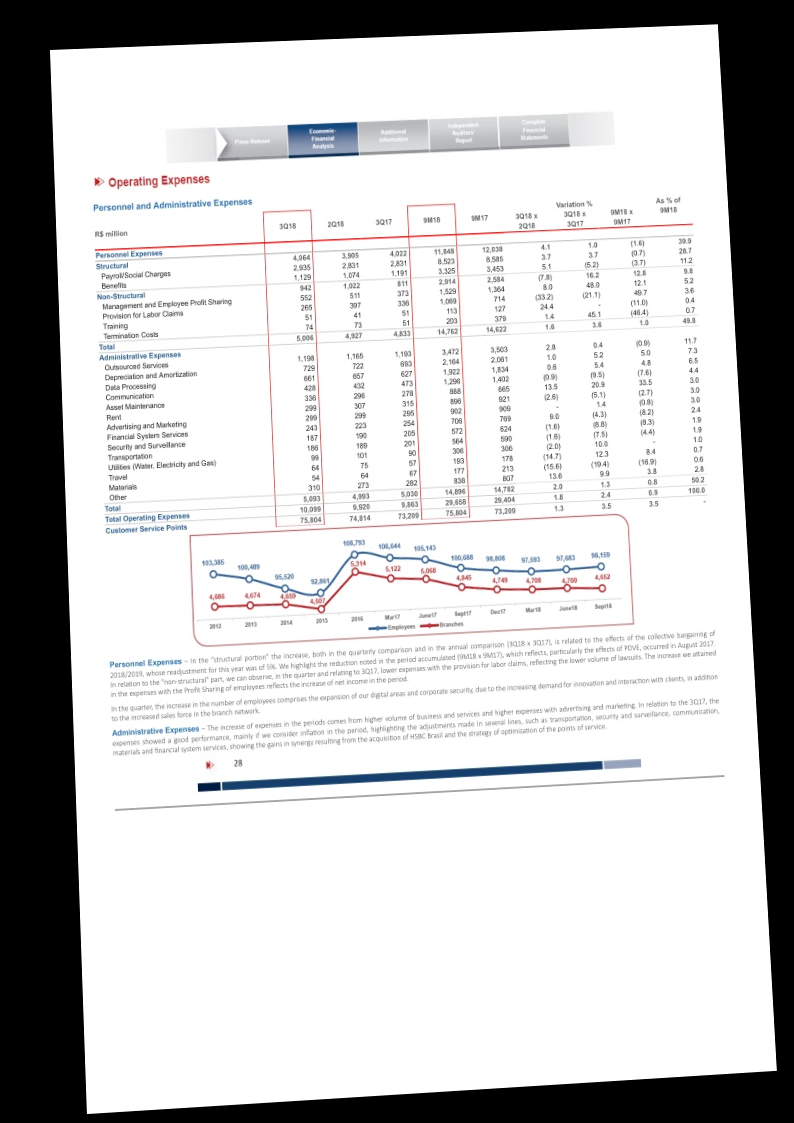 Press Release
Economic-Financial Analysis
Additional Information
Independent Auditors' Report
Complete Financial Statements
Operating Expenses
Personnel and Administrative Expenses
R$ million 3Q18 2Q18 3Q17 9M18 9M17 Variation % 3Q18 x 2Q18 3Q18 x 3Q17 9M18 x 9M17 As % of 9M18
Personnel Expenses
Structural 4,064 3,905 4,022 11,848 12,038 4.1 1.0 (1.6) 39.9
Payroll/Social Charges 2,935 2,831 2,831 8,523 8,585 3.7 3.7 (0.7) 28.7
Benefits 1,129 1,074 1,191 3,325 3,453 5.1 (5.2) (3.7) 11.2
Non-Structural 942 1,022 811 2,914 2,584 (7.8) 16.2 12.8 9.8
Management and Employee Profit Sharing 552 511 373 1,529 1,364 8.0 48.0 12.1 5.2
Provision for Labor Claims 265 397 336 1,069 714 (33.2) (21.1) 49.7 3.6
Training 51 41 51 113 127 24.4 - (11.0) 0.4
Termination Costs 74 73 51 203 379 1.4 45.1 (46.4) 0.7
Total 5,006 4,927 4,833 14,762 14,622 1.6 3.6 1.0 49.8
Administrative Expenses
Outsourced Services 1,198 1,165 1,193 3,472 3,503 2.8 0.4 (0.9) 11.7
Depreciation and Amortization 729 722 693 2,164 2,061 1.0 5.2 5.0 7.3
Data Processing 661 657 627 1,922 1,834 0.6 5.4 4.8 6.5
Communication 428 432 473 1,296 1,402 (0.9) (9.5) (7.6) 4.4
Asset Maintenance 336 296 278 888 665 13.5 20.9 33.5 3.0
Rent 299 307 315 896 921 (2.6) (5.1) (2.7) 3.0
Advertising and Marketing 299 299 295 902 909 - 1.4 (0.8) 3.0
Financial System Services 243 223 254 706 769 9.0 (4.3) (8.2) 2.4
Security and Surveillance 187 190 205 572 624 (1.6) (8.8) (8.3) 1.9
Transportation 186 189 201 564 590 (1.6) (7.5) (4.4) 1.9
Utilities (Water, Electricity and Gas) 99 101 90 306 306 (2.0) 10.0 - 1.0
Travel 64 75 57 193 178 (14.7) 12.3 8.4 0.7
Materials 54 64 67 177 213 (15.6) (19.4) (16.9) 0.6
Other 310 273 282 838 807 13.6 9.9 3.8 2.8
Total 5,093 4,993 5,030 14,896 14,782 2.0 1.3 0.8 50.2
Total Operating Expenses 10,099 9,920 9,863 29,658 29,404 1.8 2.4 0.9 100.0
Customer Service Points 75,804 74,814 73,209 75,804 73,209 1.3 3.5 3.5 -
103,385 100,489 95,520 92,861 108,793 106,644 105,143 100,688 98,808 97,593 97,683 98,159
4,686 4,674 4,659 4,507 5,314 5,122 5,068 4,845 4,749 4,708 4,700 4,652
2012 2013 2014 2015 2016 Mar17 June17 Sept17 Dec17 Mar18 June18 Sept18
Employees Branches
Personnel Expenses – In the "structural portion" the increase, both in the quarterly comparison and in the annual comparison (3Q18 x 3Q17), is related to the effects of the collective bargaining of
2018/2019, whose readjustment for this year was of 5%. We highlight the reduction noted in the period accumulated (9M18 x 9M17), which reflects, particularly the effects of PDVE, occurred in August 2017.
In relation to the "non-structural" part, we can observe, in the quarter and relating to 3Q17, lower expenses with the provision for labor claims, reflecting the lower volume of lawsuits. The increase we attained
in the expenses with the Profit Sharing of employees reflects the increase of net income in the period.
In the quarter, the increase in the number of employees comprises the expansion of our digital areas and corporate security, due to the increasing demand for innovation and interaction with clients, in addition
to the increased sales force in the branch network.
Administrative Expenses – The increase of expenses in the periods comes from higher volume of business and services and higher expenses with advertising and marketing. In relation to the 3Q17, the
expenses showed a good performance, mainly if we consider inflation in the period, highlighting the adjustments made in several lines, such as transportation, security and surveillance, communication,
materials and financial system services, showing the gains in synergy resulting from the acquisition of HSBC Brasil and the strategy of optimization of the points of service.
28